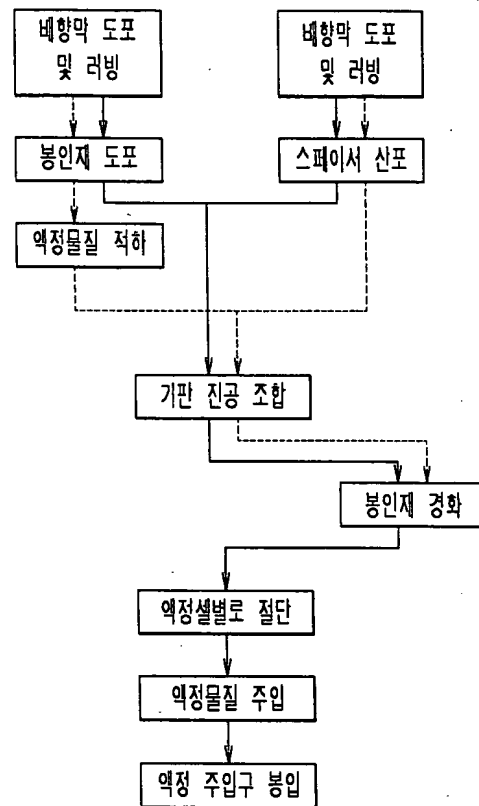 배향막 도포
및 러빙
배향막 도포
및 러빙
봉인재 도포
스페이서 산포
액정물질 적하
기판 진공 조합
봉인재 경화
액정셀별로 절단
액정물질 주입
액정 주입구 봉입